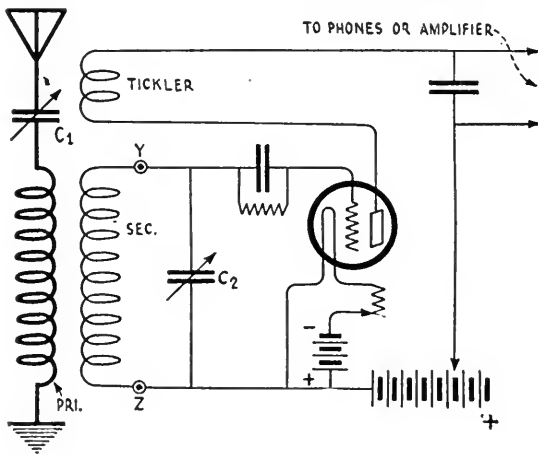 TO PHONES OR AMPLIFIER
TICKLER
C1
Y
SEC.
C2
-
+
PRI.
Z
+